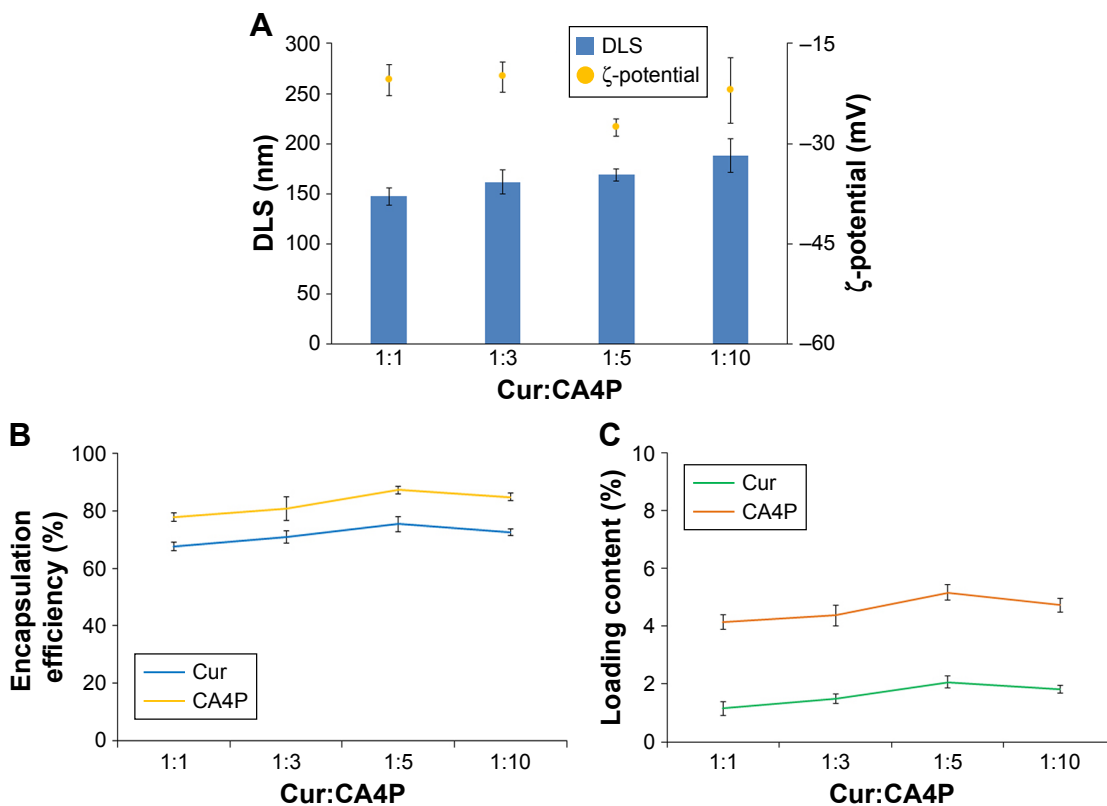 A
DLS
ζ-potential
300
250
200
150
100
50
0
DLS (nm)
–15
–30
–45
–60
ζ-potential (mV)
1:1
1:3
1:5
1:10
Cur:CA4P
B
100
80
60
40
20
0
Encapsulation
efficiency (%)
Cur
CA4P
1:1
1:3
1:5
1:10
Cur:CA4P
C
10
8
6
4
2
0
Loading content (%)
Cur
CA4P
1:1
1:3
1:5
1:10
Cur:CA4P